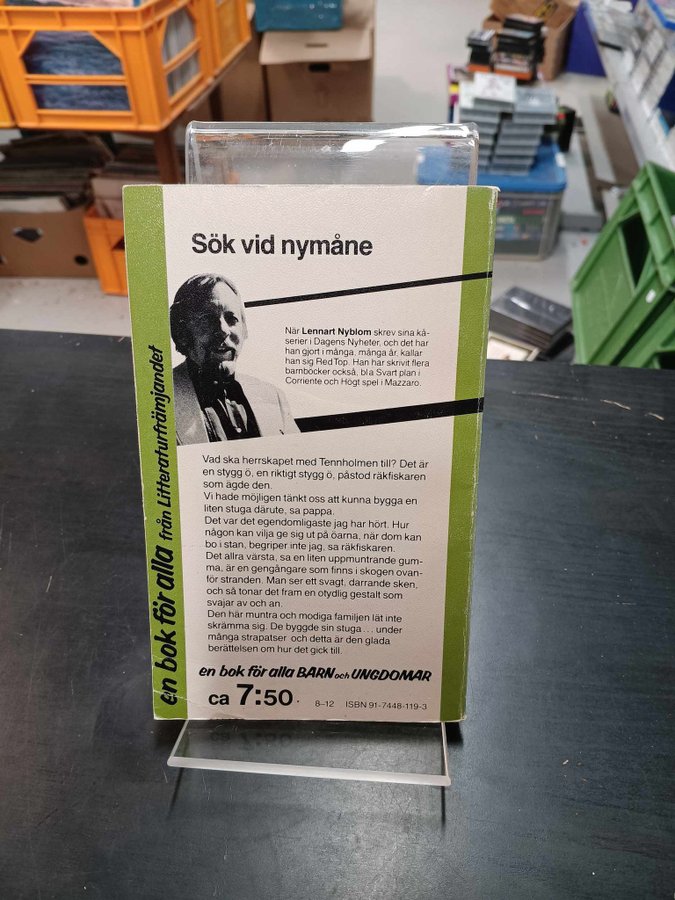 Sök vid nymåne
När Lennart Nyblom skrev sina kå-
serier i Dagens Nyheter, och det har
han gjort i många, många år, kallar
han sig Red Top. Han har skrivit flera
barnböcker också, bl a Svart plan i
Corriente och Högt spel i Mazzaro.
Vad ska herrskapet med Tennholmen till? Det är
en stygg ö, en riktigt stygg ö, påstod räkfiskaren
som ägde den.
Vi hade möjligen tänkt oss att kunna bygga en
liten stuga därute, sa pappa.
Det var det egendomligaste jag har hört. Hur
någon kan vilja ge sig ut på öarna, när dom kan
bo i stan, begriper inte jag, sa räkfiskaren.
Det allra värsta, sa en liten uppmuntrande gum-
ma, är en gengångare som finns i skogen ovan-
för stranden. Man ser ett svagt, darrande sken,
och så tonar det fram en otydlig gestalt som
svajar av och an.
Den här muntra och modiga familjen lät inte
skrämma sig. De byggde sin stuga ... under
många strapatser och detta är den glada
berättelsen om hur det gick till.
en bok för alla BARN och UNGDOMAR
ca 7:50.
8–12 ISBN 91-7448-119-3
en bok för alla från Litteraturfrämjandet